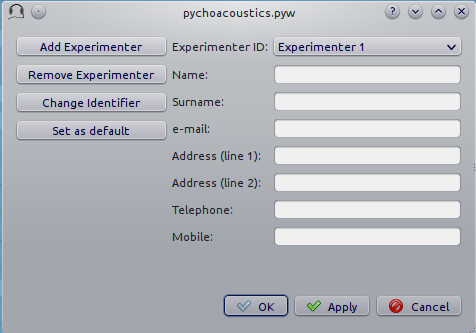 pychoacoustics.pyw
Add Experimenter
Experimenter ID: Experimenter 1
Remove Experimenter
Name:
Change Identifier
Surname:
Set as default
e-mail:
Address (line 1):
Address (line 2):
Telephone:
Mobile:
OK
Apply
Cancel